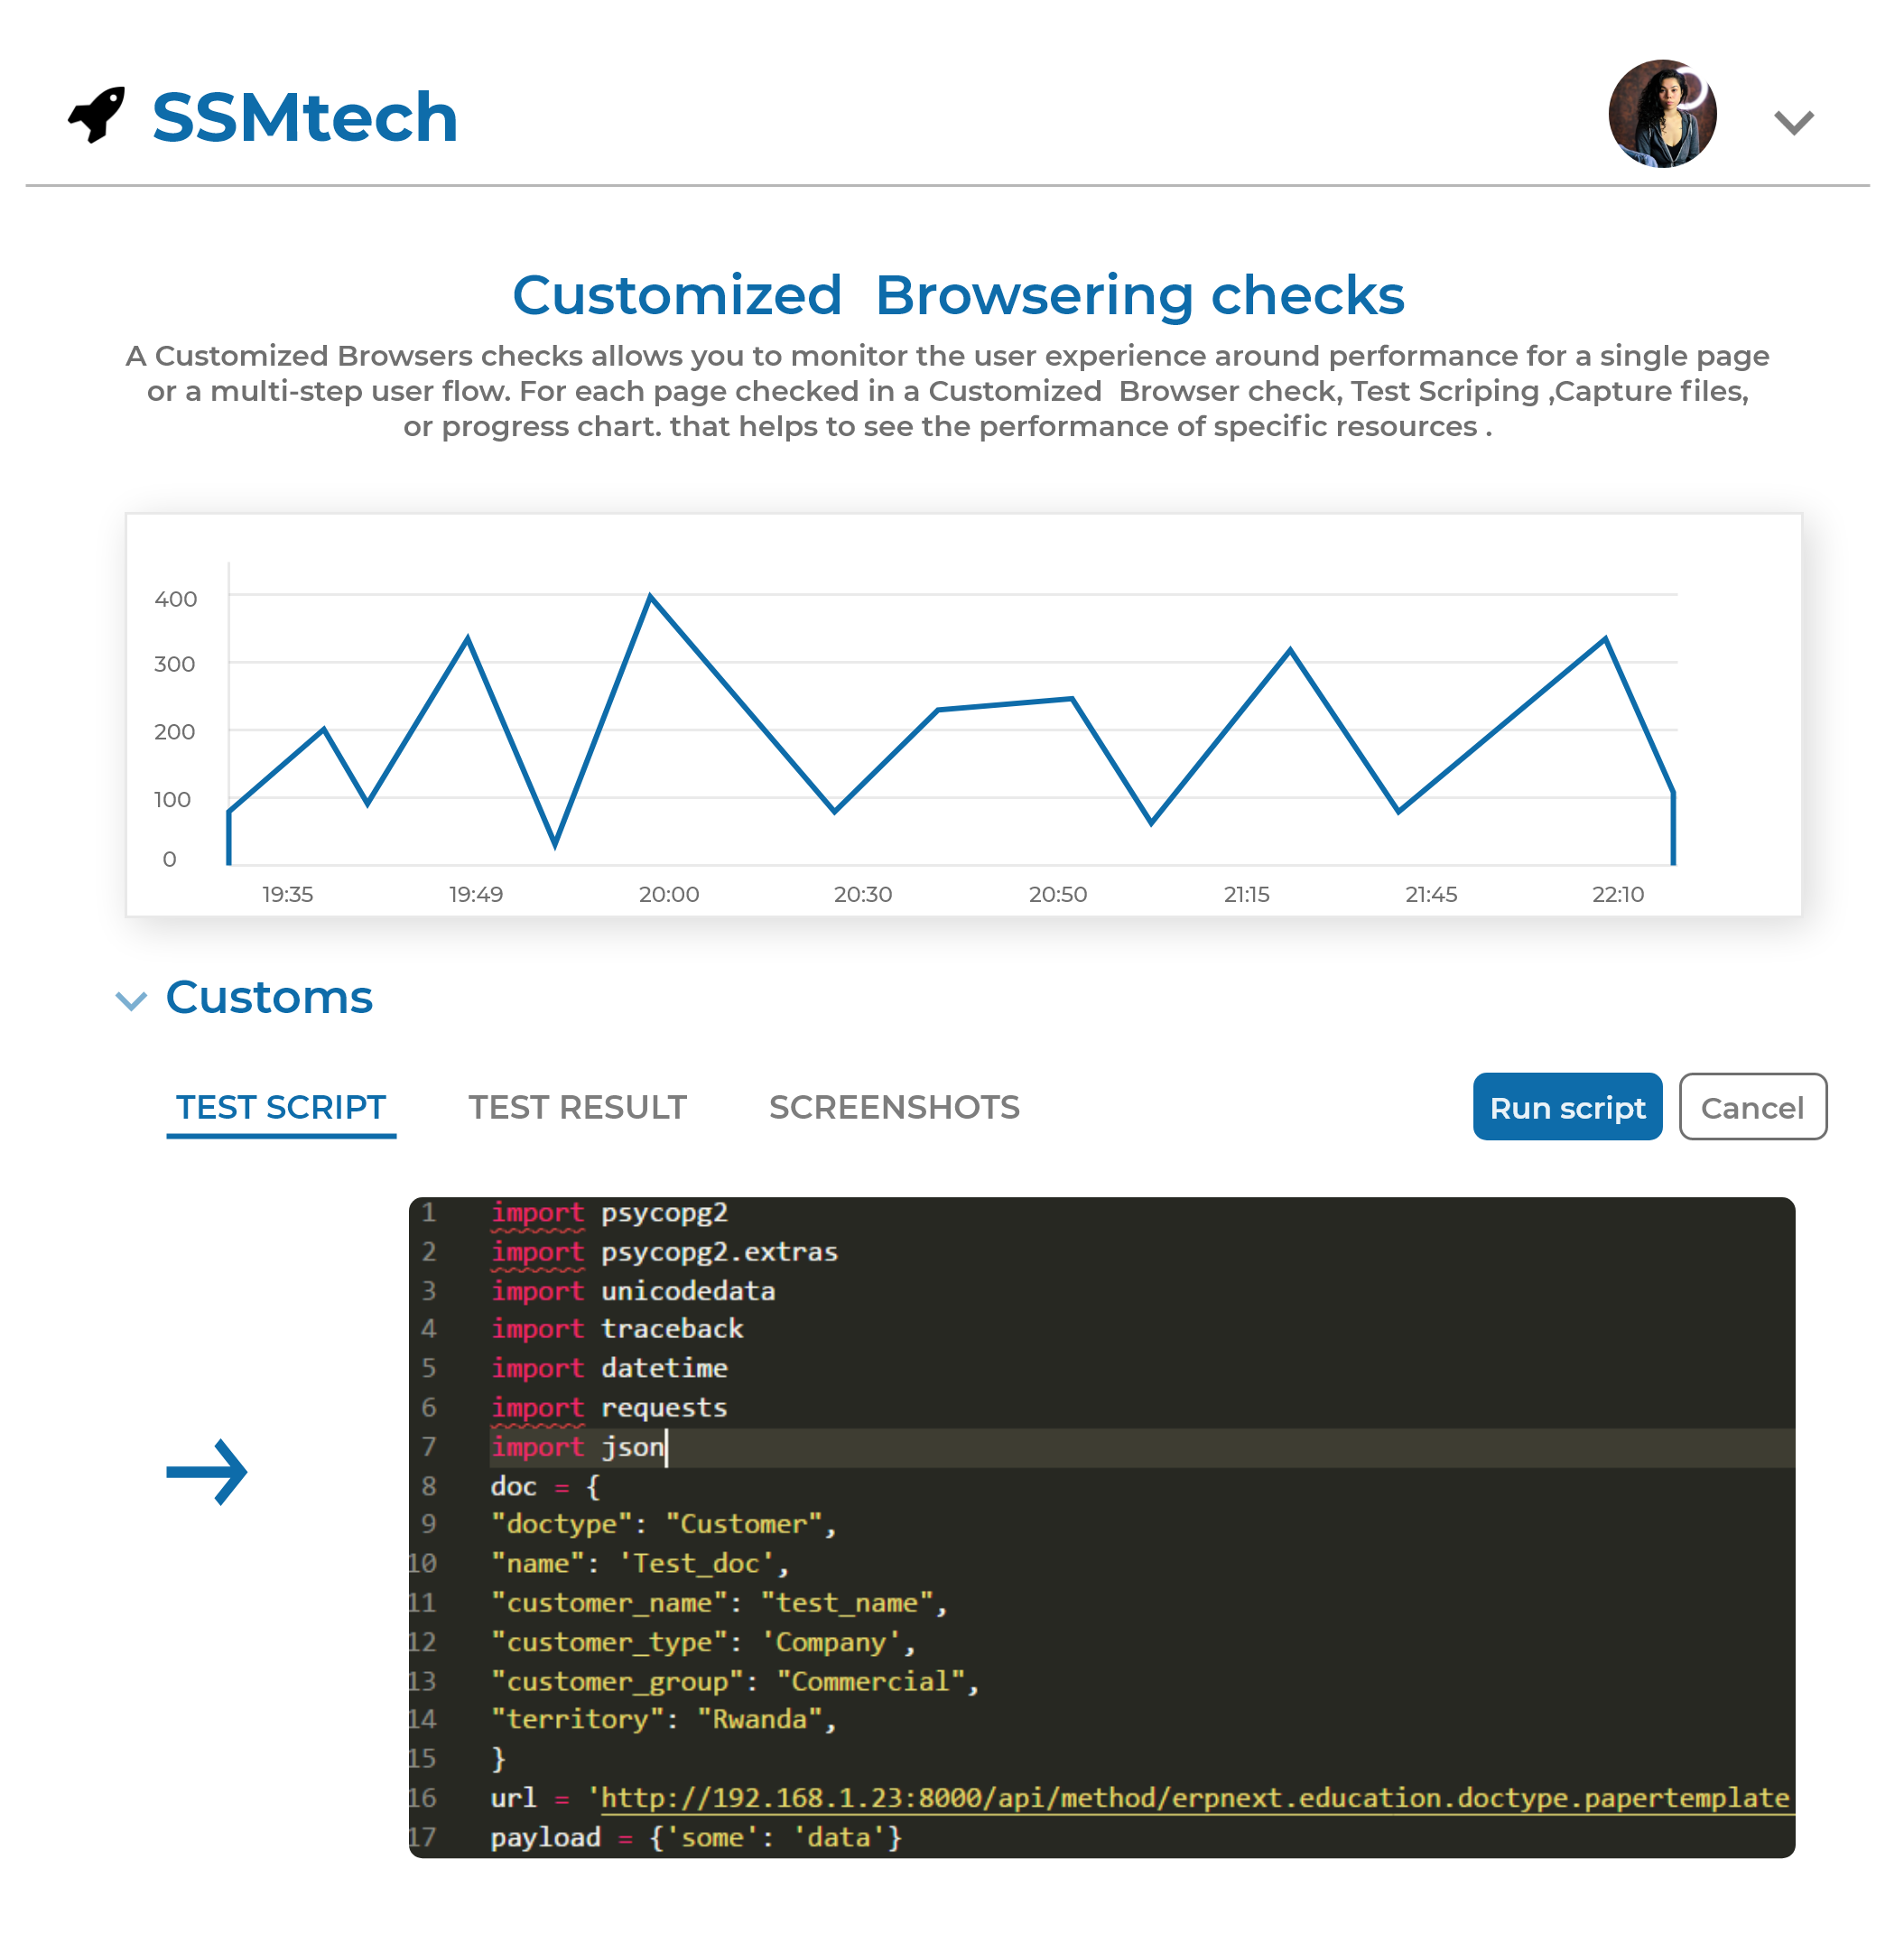 SSMtech
Customized  Browsering checks
A Customized Browsers checks allows you to monitor the user experience around performance for a single page
or a multi-step user flow. For each page checked in a Customized  Browser check, Test Scriping ,Capture files,
or progress chart. that helps to see the performance of specific resources .
400
300
200
100
0
19:35 19:49 20:00 20:30 20:50 21:15 21:45 22:10
Customs
TEST SCRIPT TEST RESULT SCREENSHOTS Run script Cancel
1 import psycopg2
2 import psycopg2.extras
3 import unicodedata
4 import traceback
5 import datetime
6 import requests
7 import json
8 doc = {
9 "doctype": "Customer",
10 "name": 'Test_doc',
11 "customer_name": "test_name",
12 "customer_type": 'Company',
13 "customer_group": "Commercial",
14 "territory": "Rwanda",
15 }
16 url = 'http://192.168.1.23:8000/api/method/erpnext.education.doctype.papertemplate
17 payload = {'some': 'data'}